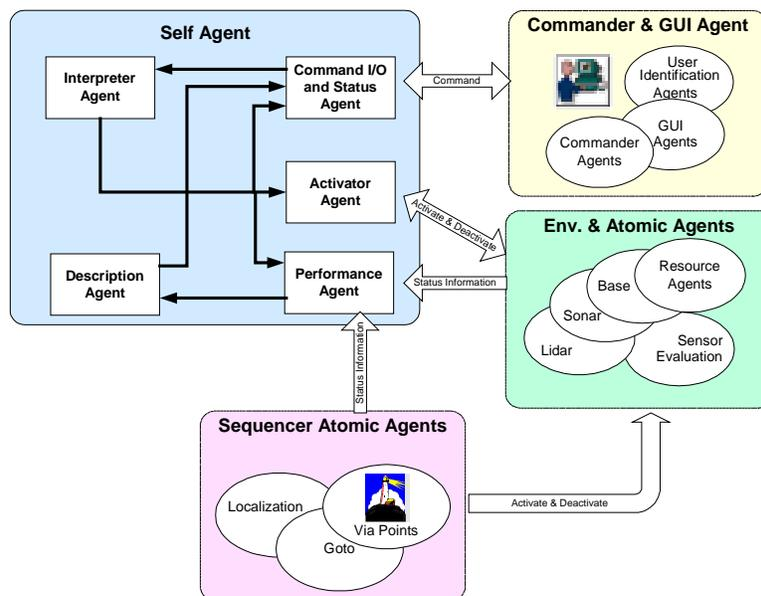 Self Agent
Interpreter
Agent
Command I/O
and Status
Agent
Activator
Agent
Description
Agent
Performance
Agent
Command
Commander & GUI Agent
User
Identification
Agents
GUI
Agents
Commander
Agents
Activate & Deactivate
Status Information
Env. & Atomic Agents
Resource
Agents
Base
Sonar
Lidar
Sensor
Evaluation
Status Information
Sequencer Atomic Agents
Localization
Goto
Via Points
Activate & Deactivate